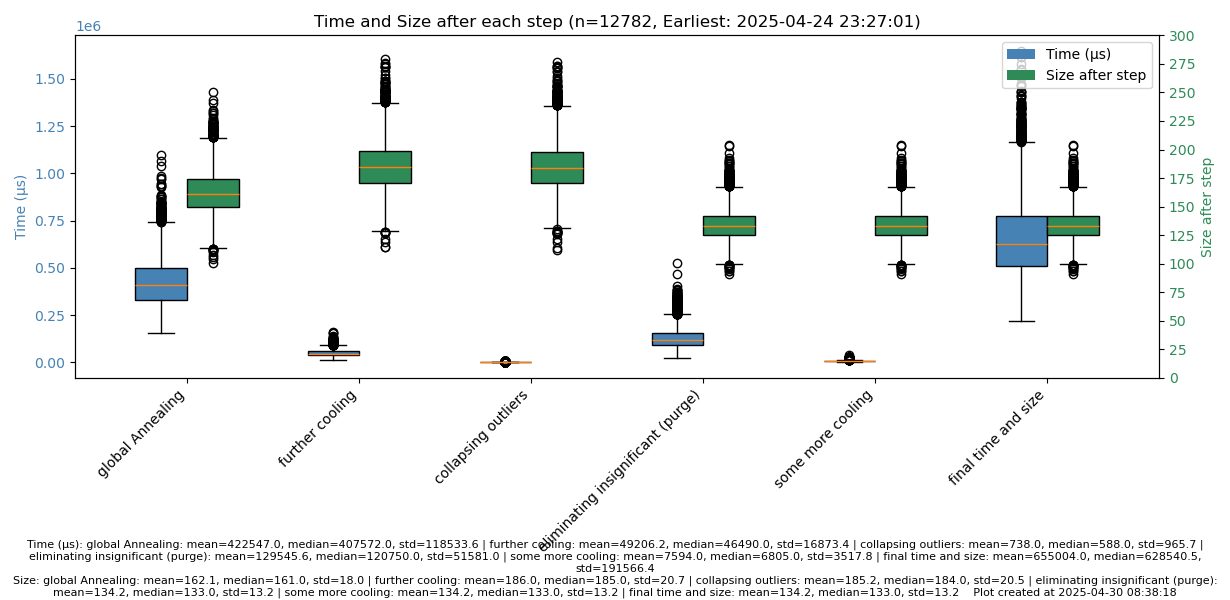 Time and Size after each step (n=12782, Earliest: 2025-04-24 23:27:01)
1e6
Time (µs)
Size after step
1.50
1.25
1.00
0.75
0.50
0.25
0.00
Time (µs)
300
275
250
225
200
175
150
125
100
75
50
25
0
Size after step
global Annealing
further cooling
collapsing outliers
eliminating insignificant (purge)
some more cooling
final time and size
Time (µs): global Annealing: mean=422547.0, median=407572.0, std=118533.6 | further cooling: mean=49206.2, median=46490.0, std=16873.4 | collapsing outliers: mean=738.0, median=588.0, std=965.7 |
eliminating insignificant (purge): mean=129545.6, median=120750.0, std=51581.0 | some more cooling: mean=7594.0, median=6805.0, std=3517.8 | final time and size: mean=655004.0, median=628540.5,
std=191566.4
Size: global Annealing: mean=162.1, median=161.0, std=18.0 | further cooling: mean=186.0, median=185.0, std=20.7 | collapsing outliers: mean=185.2, median=184.0, std=20.5 | eliminating insignificant (purge):
mean=134.2, median=133.0, std=13.2 | some more cooling: mean=134.2, median=133.0, std=13.2 | final time and size: mean=134.2, median=133.0, std=13.2    Plot created at 2025-04-30 08:38:18